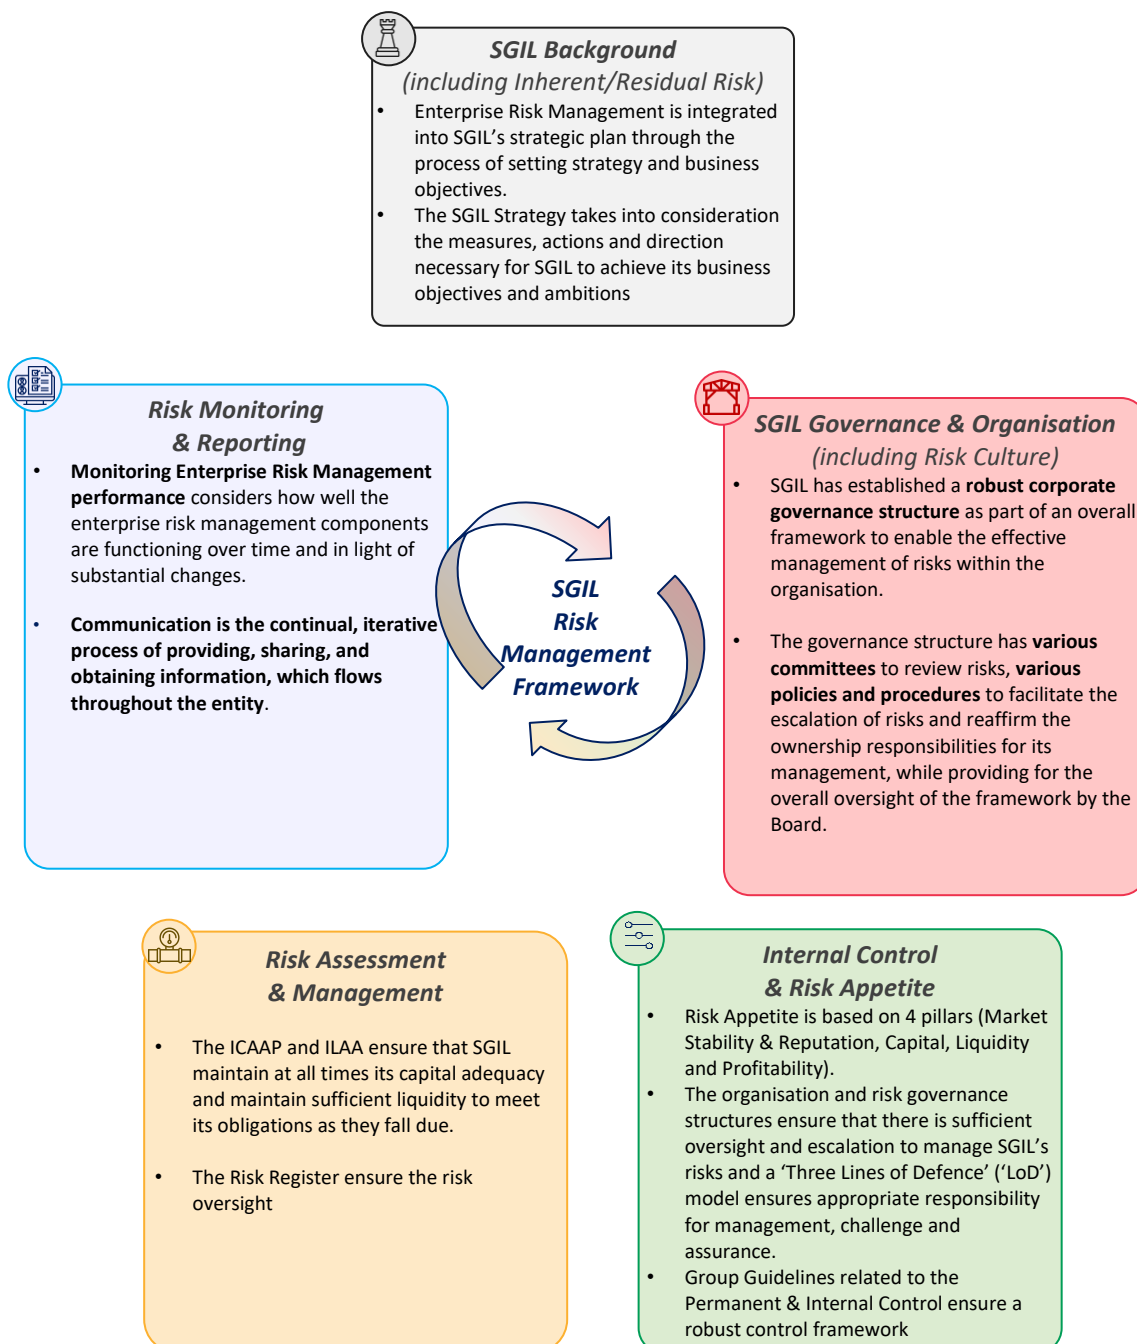 SGIL Background
(including Inherent/Residual Risk)
• Enterprise Risk Management is integrated
into SGIL’s strategic plan through the
process of setting strategy and business
objectives.
• The SGIL Strategy takes into consideration
the measures, actions and direction
necessary for SGIL to achieve its business
objectives and ambitions
Risk Monitoring
& Reporting
• Monitoring Enterprise Risk Management
performance considers how well the
enterprise risk management components
are functioning over time and in light of
substantial changes.
• Communication is the continual, iterative
process of providing, sharing, and
obtaining information, which flows
throughout the entity.
SGIL
Risk
Management
Framework
SGIL Governance & Organisation
(including Risk Culture)
• SGIL has established a robust corporate
governance structure as part of an overall
framework to enable the effective
management of risks within the
organisation.
• The governance structure has various
committees to review risks, various
policies and procedures to facilitate the
escalation of risks and reaffirm the
ownership responsibilities for its
management, while providing for the
overall oversight of the framework by the
Board.
Risk Assessment
& Management
• The ICAAP and ILAA ensure that SGIL
maintain at all times its capital adequacy
and maintain sufficient liquidity to meet
its obligations as they fall due.
• The Risk Register ensure the risk
oversight
Internal Control
& Risk Appetite
• Risk Appetite is based on 4 pillars (Market
Stability & Reputation, Capital, Liquidity
and Profitability).
• The organisation and risk governance
structures ensure that there is sufficient
oversight and escalation to manage SGIL’s
risks and a ‘Three Lines of Defence’ (‘LoD’)
model ensures appropriate responsibility
for management, challenge and
assurance.
• Group Guidelines related to the
Permanent & Internal Control ensure a
robust control framework